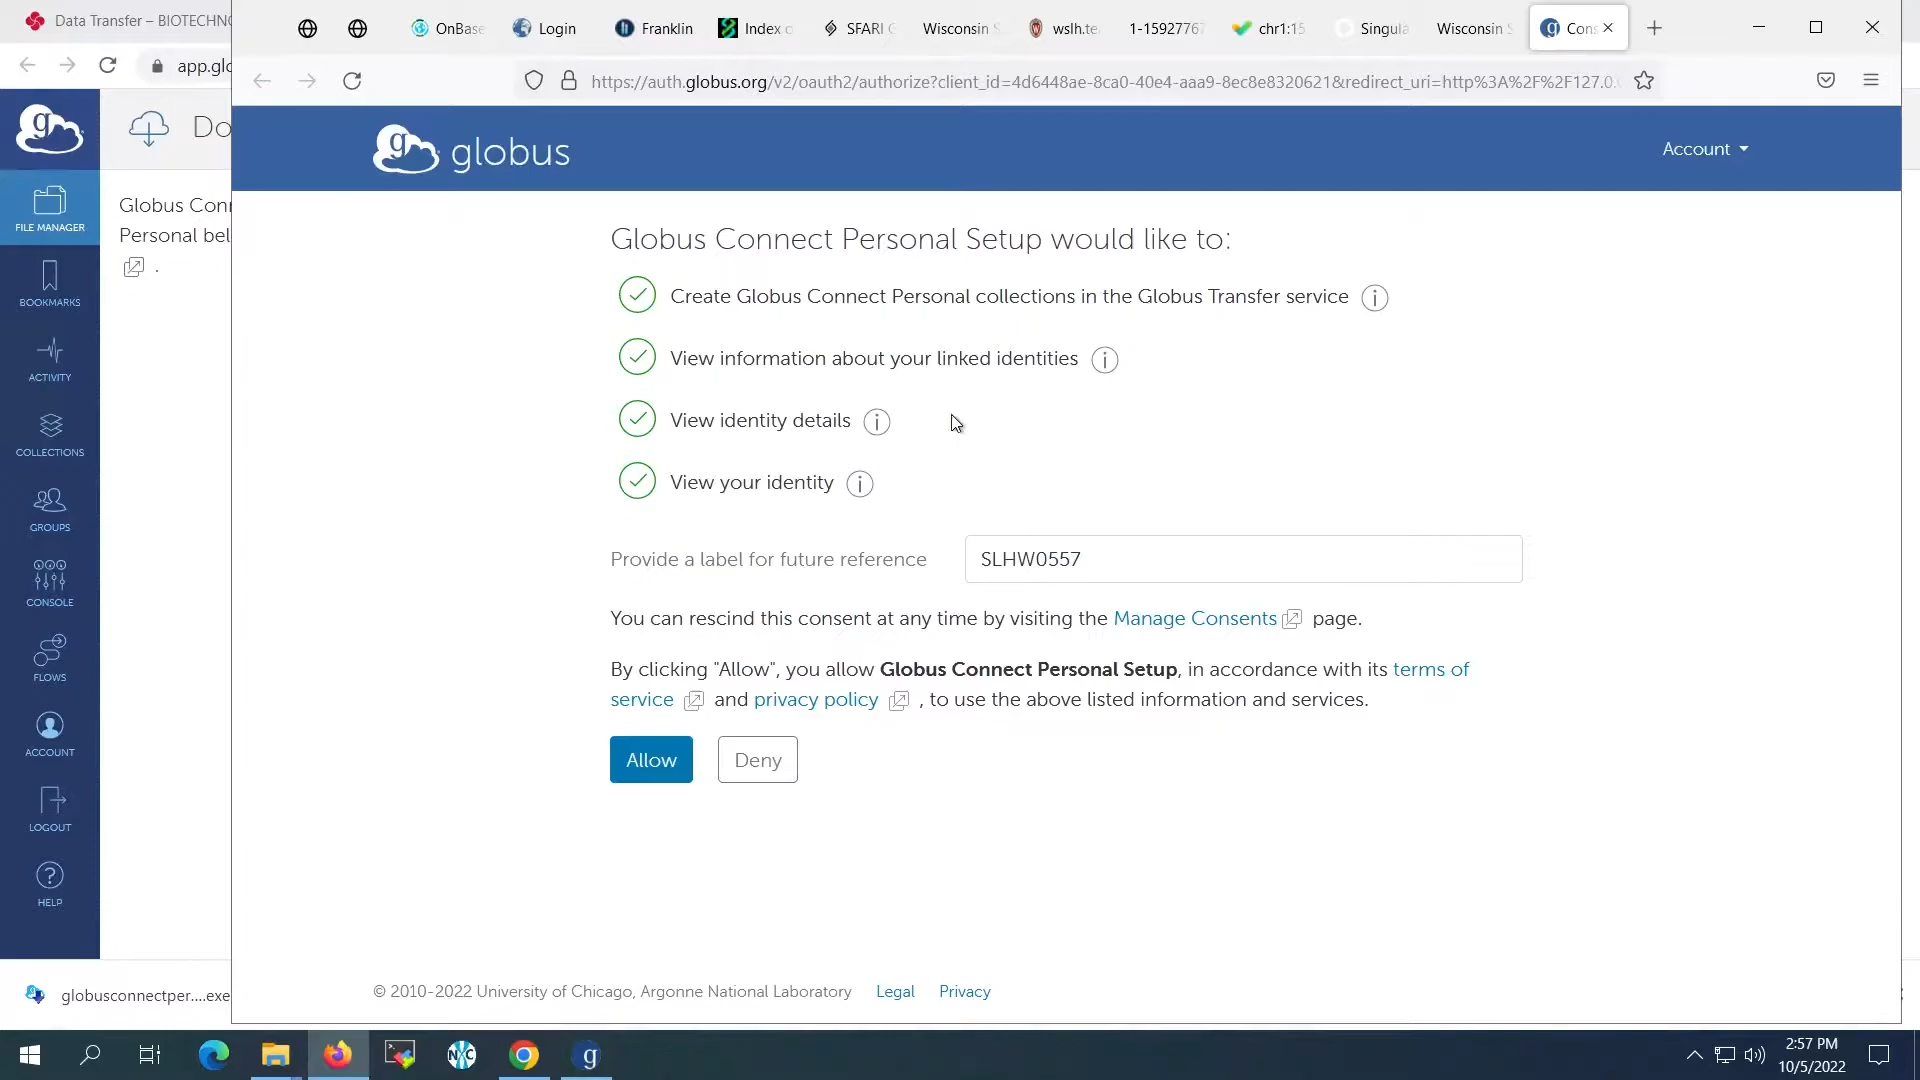 Data Transfer – BIOTECHN
OnBase
Login
Franklin
Index o
SFARI G
Wisconsin S
wslh.te
1-15927767
chr1:15
Singula
Wisconsin S
Cons
app.glo
https://auth.globus.org/v2/oauth2/authorize?client_id=4d6448ae-8ca0-40e4-aaa9-8ec8e8320621&redirect_uri=http%3A%2F%2F127.0.
globus
Account
Do
FILE MANAGER
BOOKMARKS
ACTIVITY
COLLECTIONS
GROUPS
CONSOLE
FLOWS
ACCOUNT
LOGOUT
HELP
Globus Conn
Personal bel
.
Globus Connect Personal Setup would like to:
Create Globus Connect Personal collections in the Globus Transfer service
View information about your linked identities
View identity details
View your identity
Provide a label for future reference SLHW0557
You can rescind this consent at any time by visiting the Manage Consents page.
By clicking "Allow", you allow Globus Connect Personal Setup, in accordance with its terms of
service and privacy policy , to use the above listed information and services.
Allow Deny
© 2010-2022 University of Chicago, Argonne National Laboratory Legal Privacy
globusconnectper....exe
2:57 PM
10/5/2022